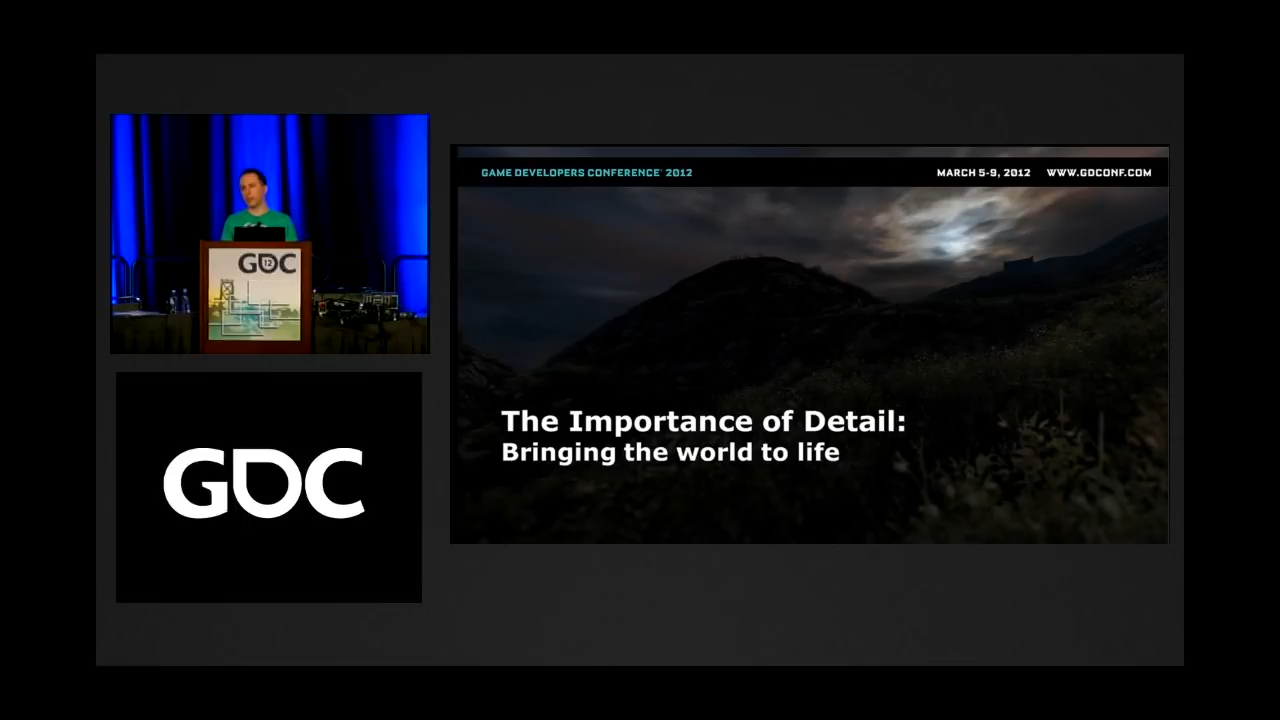 GAME DEVELOPERS CONFERENCE 2012
MARCH 5-9, 2012 WWW.GDCONF.COM
GDC
12
The Importance of Detail:
Bringing the world to life
GDC